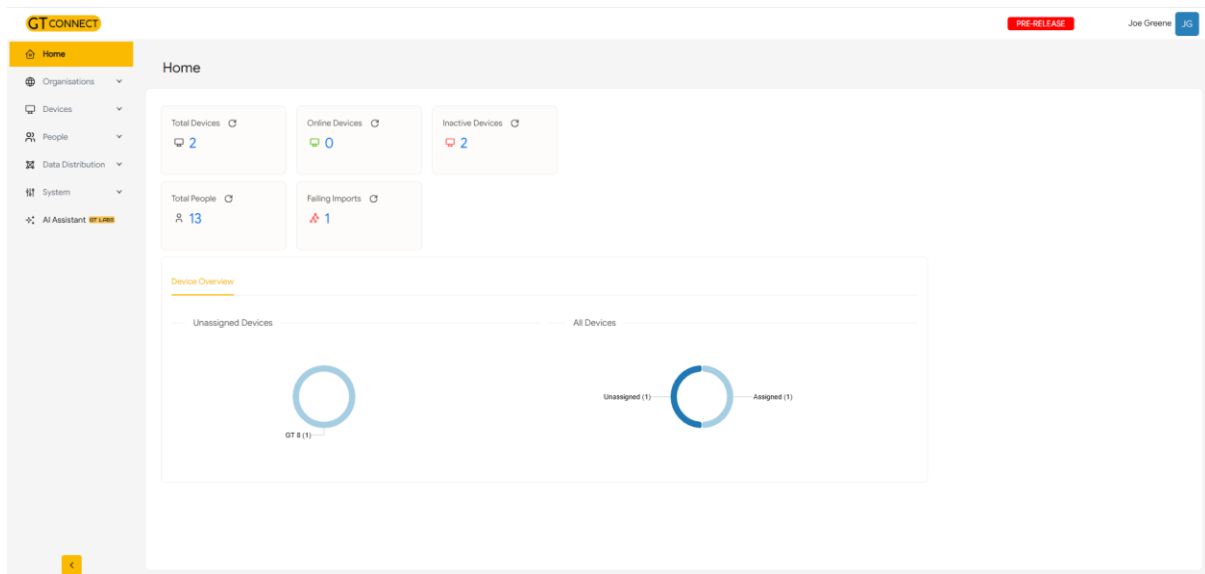 GT CONNECT
PRE-RELEASE
Joe Greene
JG
Home
Organisations
Devices
People
Data Distribution
System
AI Assistant GT LABS
Home
Total Devices
2
Online Devices
0
Inactive Devices
2
Total People
13
Failing Imports
1
Device Overview
Unassigned Devices
All Devices
GT 8 (1)
Unassigned (1)
Assigned (1)